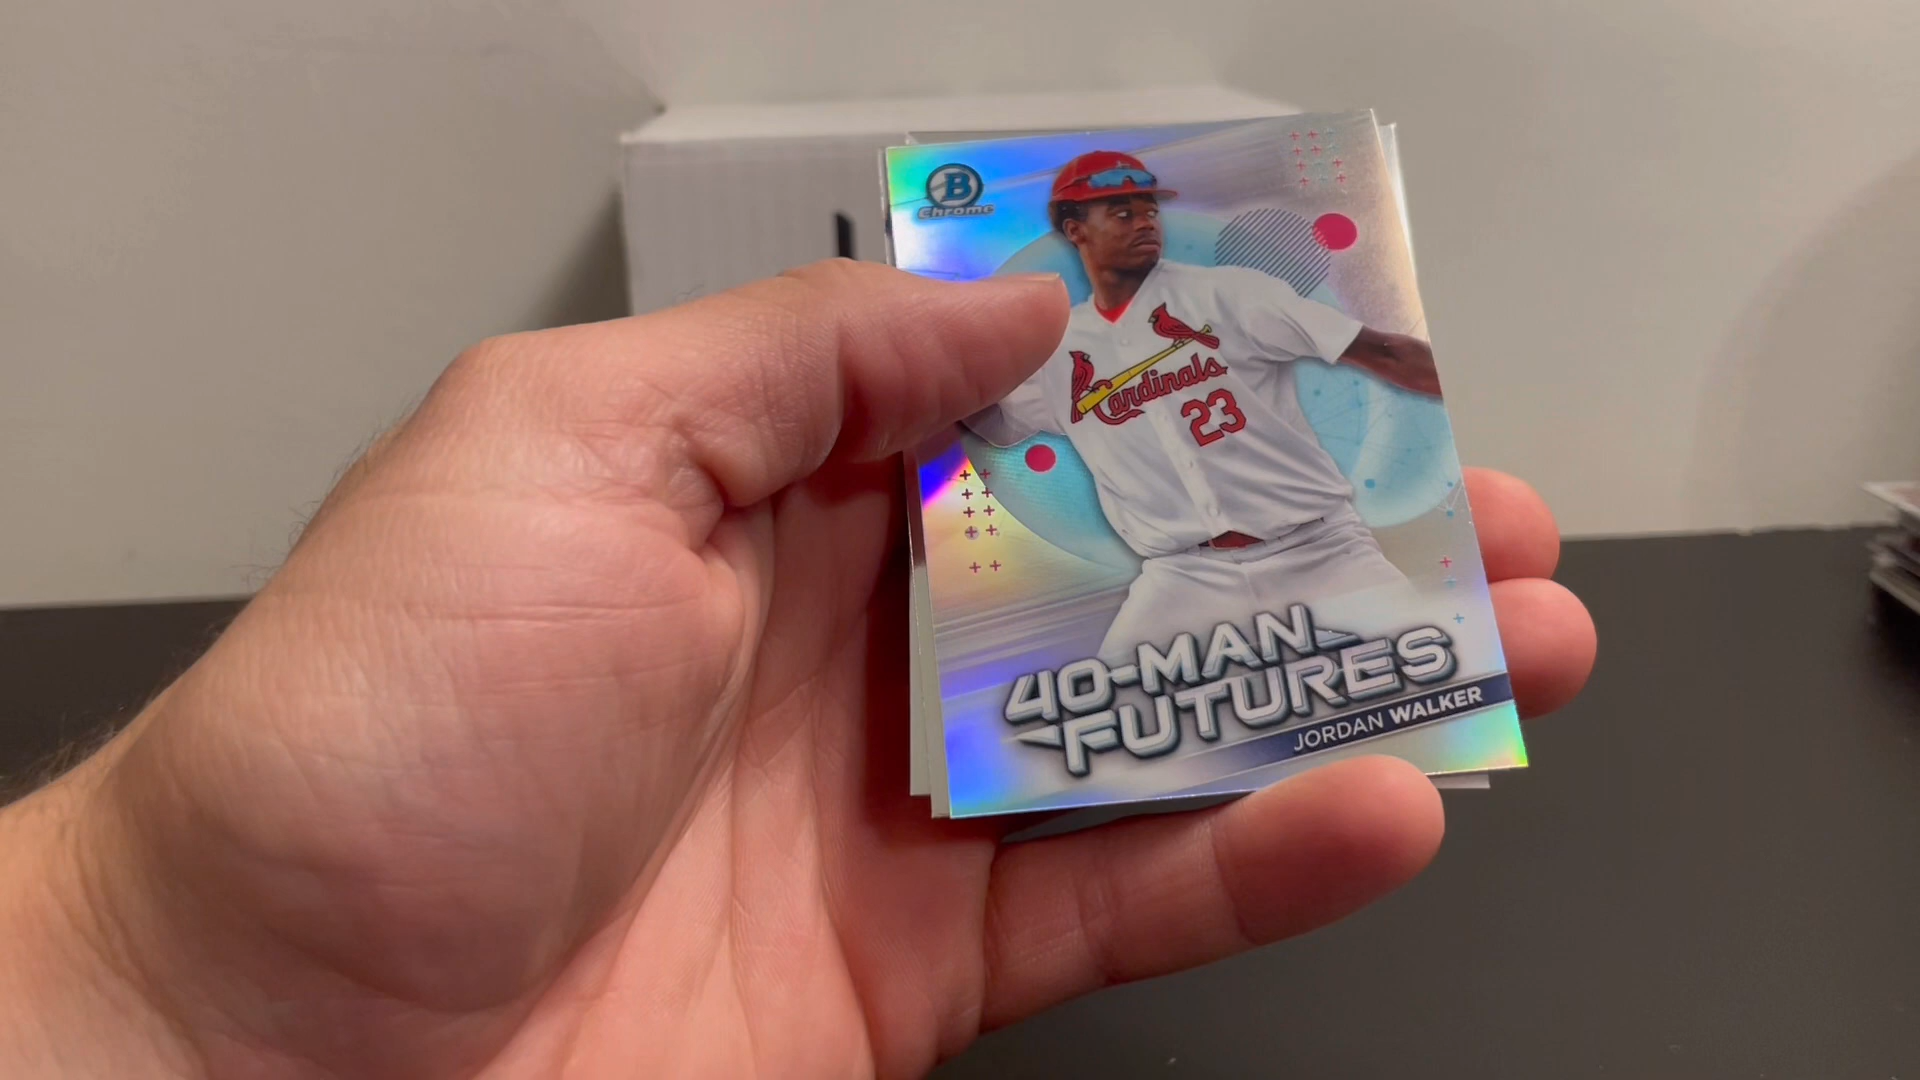 B
Chrome
Cardinals
23
40-MAN
FUTURES
JORDAN WALKER